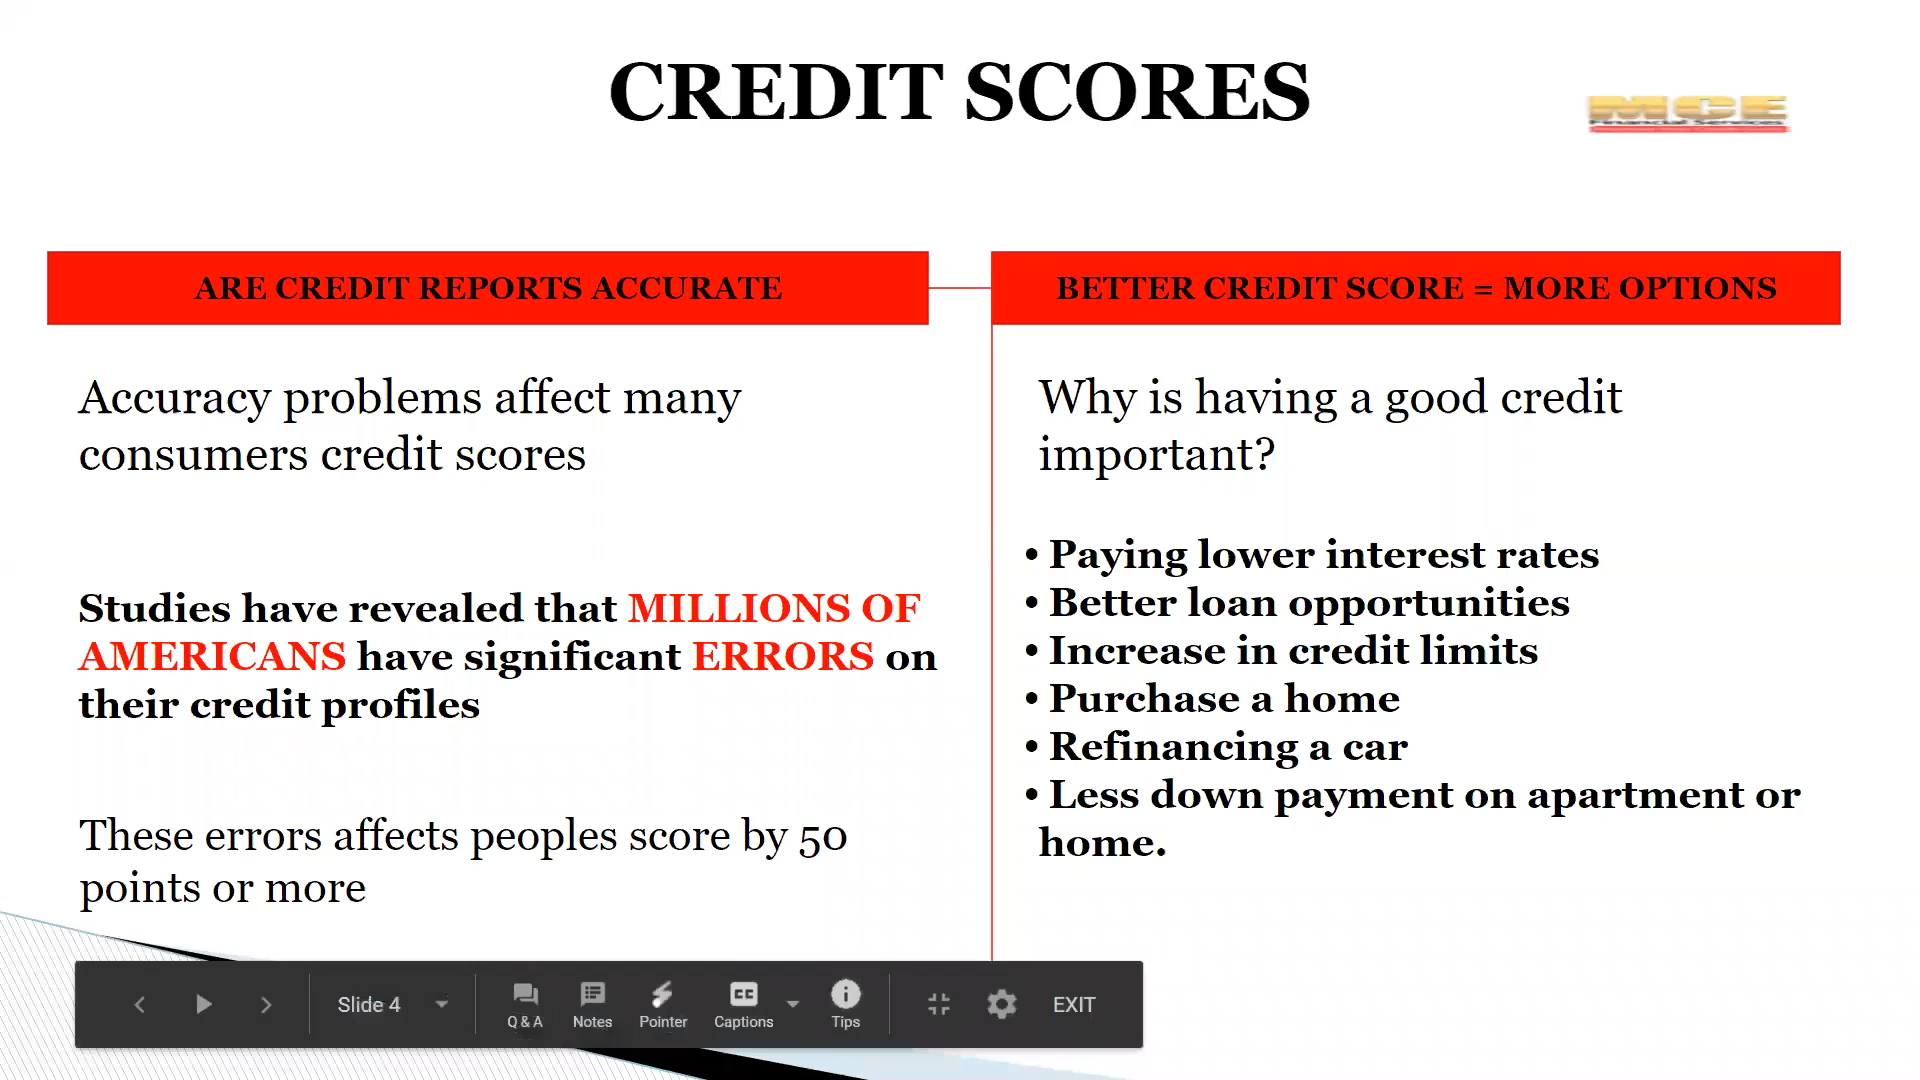 CREDIT SCORES
MCE
Financial Services
ARE CREDIT REPORTS ACCURATE
Accuracy problems affect many
consumers credit scores
Studies have revealed that MILLIONS OF
AMERICANS have significant ERRORS on
their credit profiles
These errors affects peoples score by 50
points or more
BETTER CREDIT SCORE = MORE OPTIONS
Why is having a good credit
important?
• Paying lower interest rates
• Better loan opportunities
• Increase in credit limits
• Purchase a home
• Refinancing a car
• Less down payment on apartment or
home.
Slide 4
Q & A
Notes
Pointer
CC
Captions
Tips
EXIT